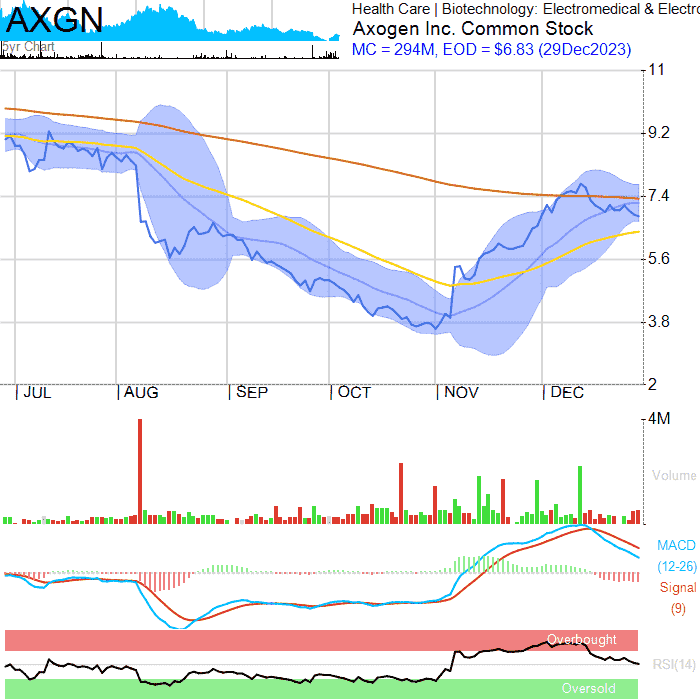 AXGN
5yr Chart
Health Care | Biotechnology: Electromedical & Electro
Axogen Inc. Common Stock
MC = 294M, EOD = $6.83 (29Dec2023)
11
9.2
7.4
5.6
3.8
2
JUL AUG SEP OCT NOV DEC
4M
Volume
MACD
(12-26)
Signal
(9)
Overbought
RSI(14)
Oversold